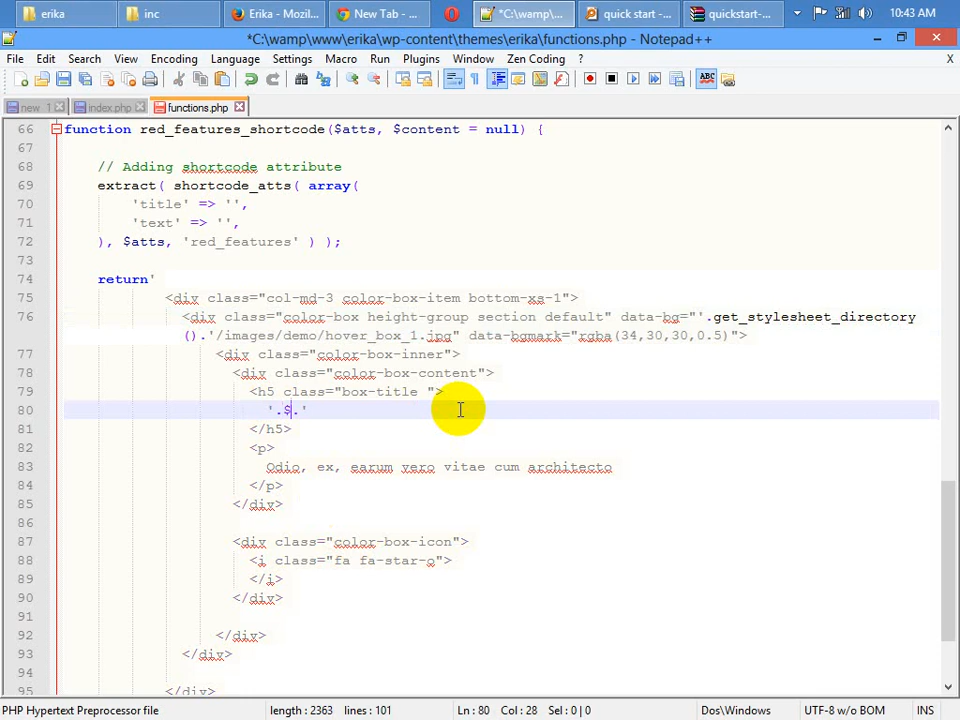 erika
inc
Erika - Mozil...
New Tab - ...
*C:\wamp\...
quick start -...
quickstart-...
10:43 AM
*C:\wamp\www\erika\wp-content\themes\erika\functions.php - Notepad++
File Edit Search View Encoding Language Settings Macro Run Plugins Window Zen Coding ? X
new 1 index.php functions.php
66 function red_features_shortcode($atts, $content = null) {
67
68 // Adding shortcode attribute
69 extract( shortcode_atts( array(
70 'title' => '',
71 'text' => '',
72 ), $atts, 'red_features' ) );
73
74 return'
75 <div class="col-md-3 color-box-item bottom-xs-1">
76 <div class="color-box height-group section default" data-bg="'.get_stylesheet_directory
().'/images/demo/hover_box_1.jpg" data-bgmark="rgba(34,30,30,0.5)">
77 <div class="color-box-inner">
78 <div class="color-box-content">
79 <h5 class="box-title ">
80 '.$.'
81 </h5>
82 <p>
83 Odio, ex, earum vero vitae cum architecto
84 </p>
85 </div>
86
87 <div class="color-box-icon">
88 <i class="fa fa-star-o">
89 </i>
90 </div>
91
92 </div>
93 </div>
94
95 </div>
PHP Hypertext Preprocessor file length : 2363 lines : 101 Ln : 80 Col : 28 Sel : 0 | 0 Dos\Windows UTF-8 w/o BOM INS